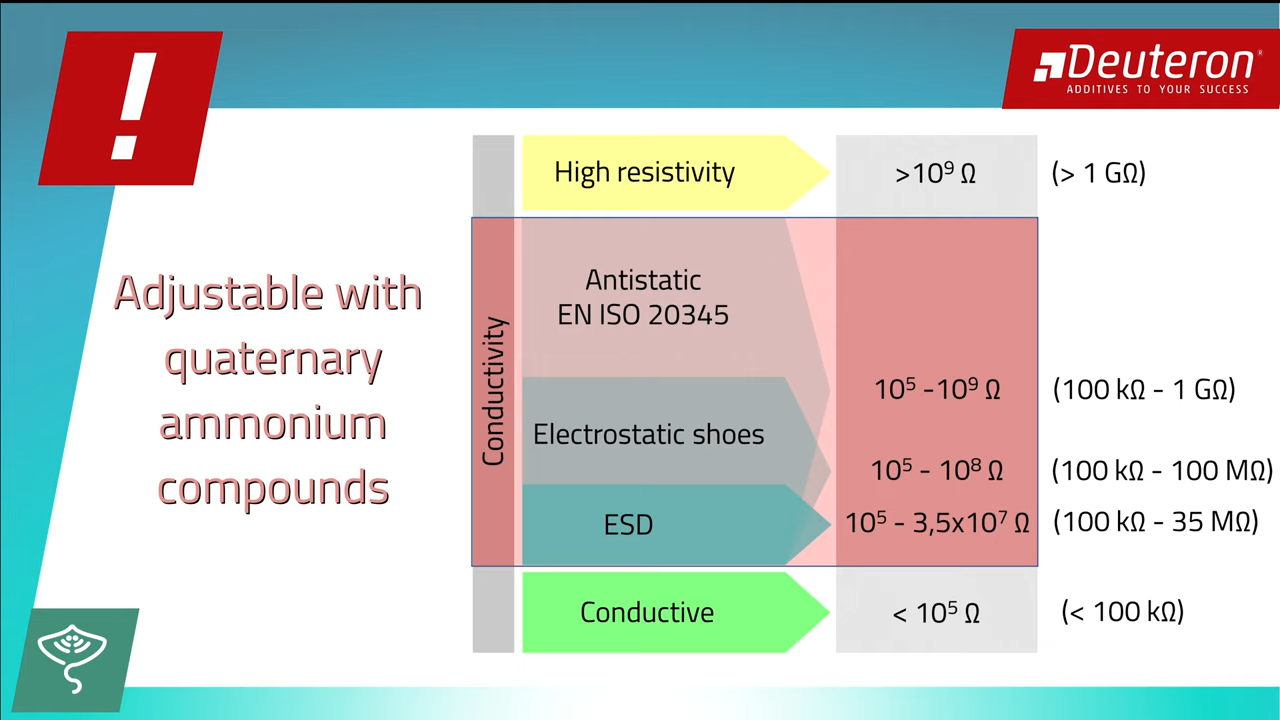 !
Deuteron®
ADDITIVES TO YOUR SUCCESS
Adjustable with
quaternary
ammonium
compounds
Conductivity
High resistivity >10⁹ Ω (> 1 GΩ)
Antistatic
EN ISO 20345
10⁵ -10⁹ Ω (100 kΩ - 1 GΩ)
Electrostatic shoes
10⁵ - 10⁸ Ω (100 kΩ - 100 MΩ)
ESD 10⁵ - 3,5x10⁷ Ω (100 kΩ - 35 MΩ)
Conductive < 10⁵ Ω (< 100 kΩ)